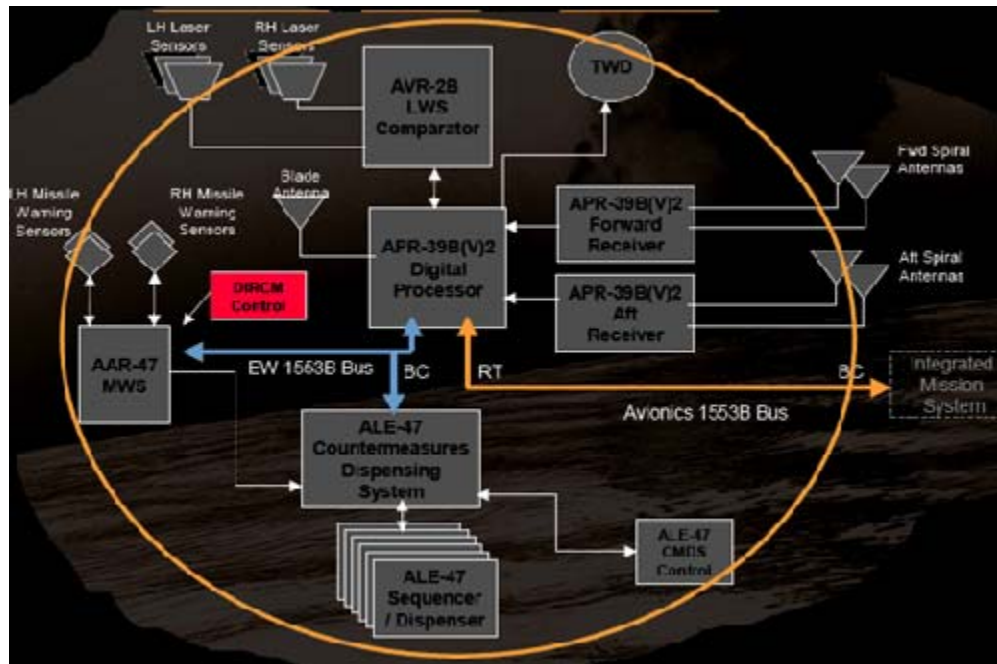 LH Laser
Sensors
RH Laser
Sensors
AVR-2B
LWS
Comparator
TWD
Fwd Spiral
Antennas
LH Missile
Warning
Sensors
RH Missile
Warning
Sensors
Blade
Antenna
APR-39B(V)2
Digital
Processor
APR-39B(V)2
Forward
Receiver
Aft Spiral
Antennas
APR-39B(V)2
Aft
Receiver
DIRCM
Control
AAR-47
MWS
EW 1553B Bus
BC
RT
BC
Integrated
Mission
System
Avionics 1553B Bus
ALE-47
Countermeasures
Dispensing
System
ALE-47
CMDS
Control
ALE-47
Sequencer
/ Dispenser